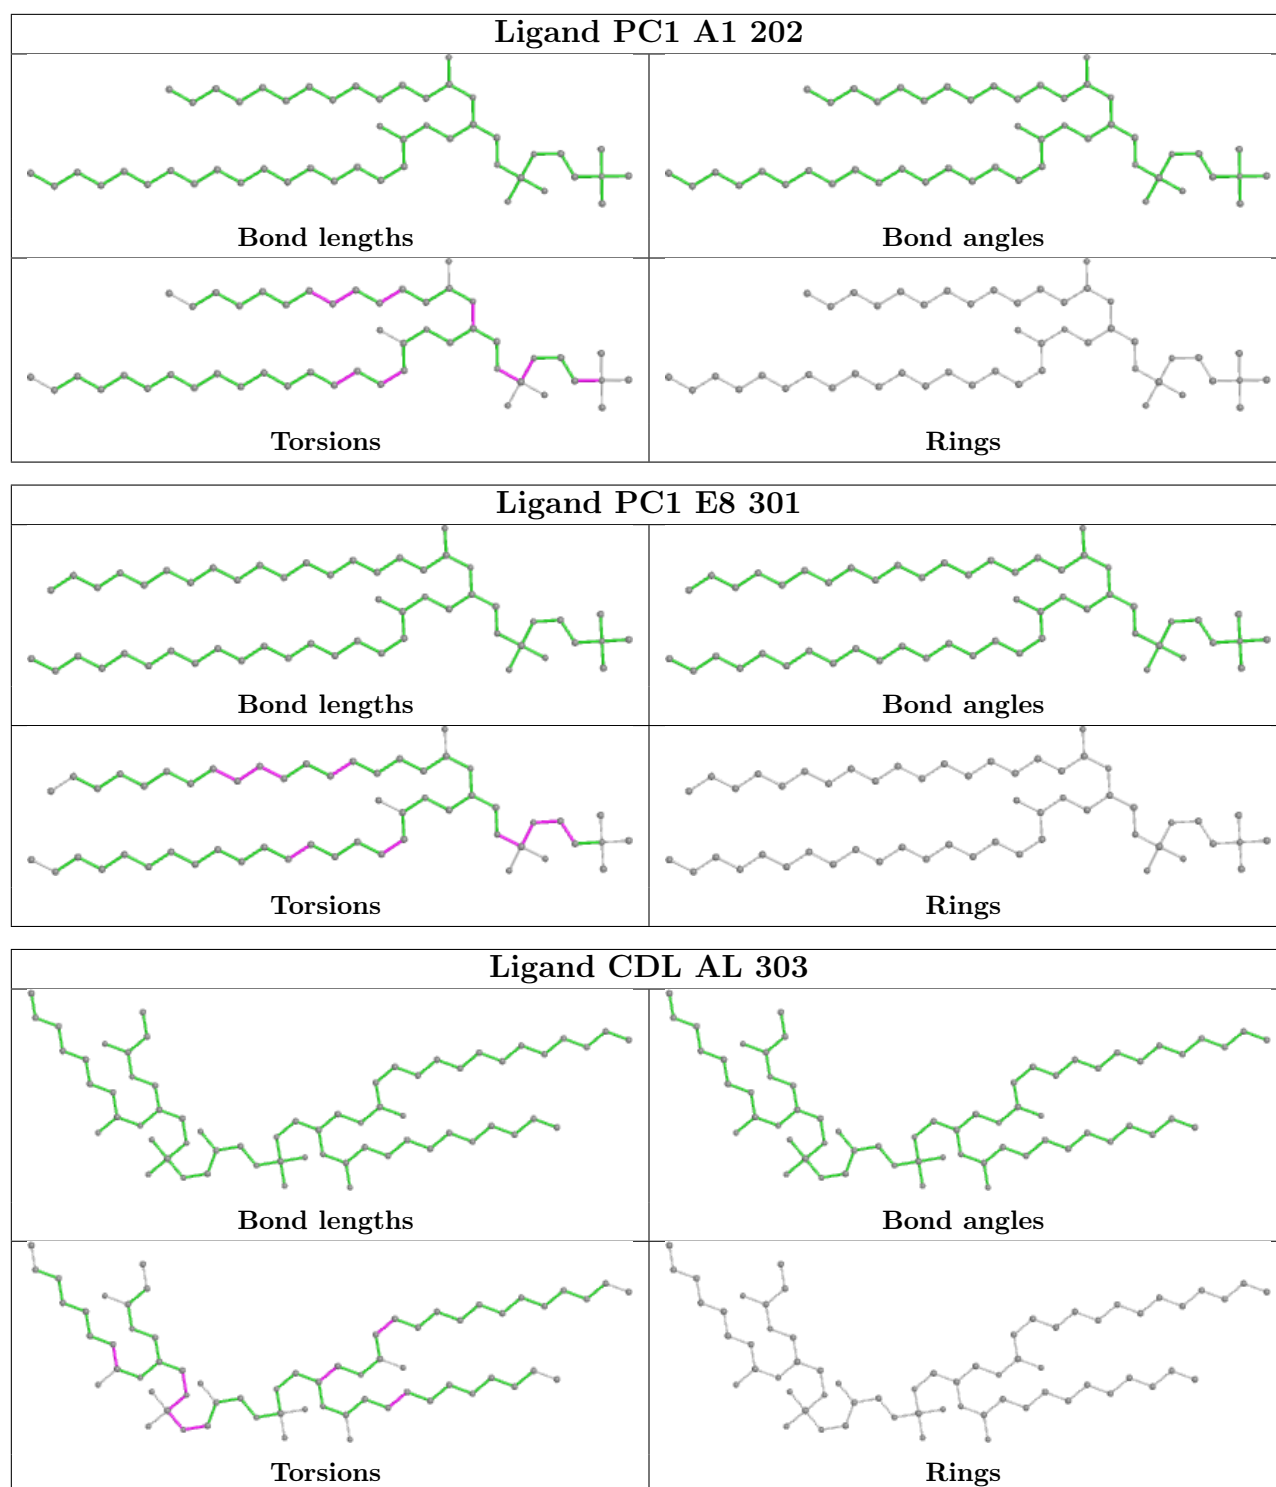 Ligand PC1 A1 202
Bond lengths
Bond angles
Torsions
Rings
Ligand PC1 E8 301
Bond lengths
Bond angles
Torsions
Rings
Ligand CDL AL 303
Bond lengths
Bond angles
Torsions
Rings